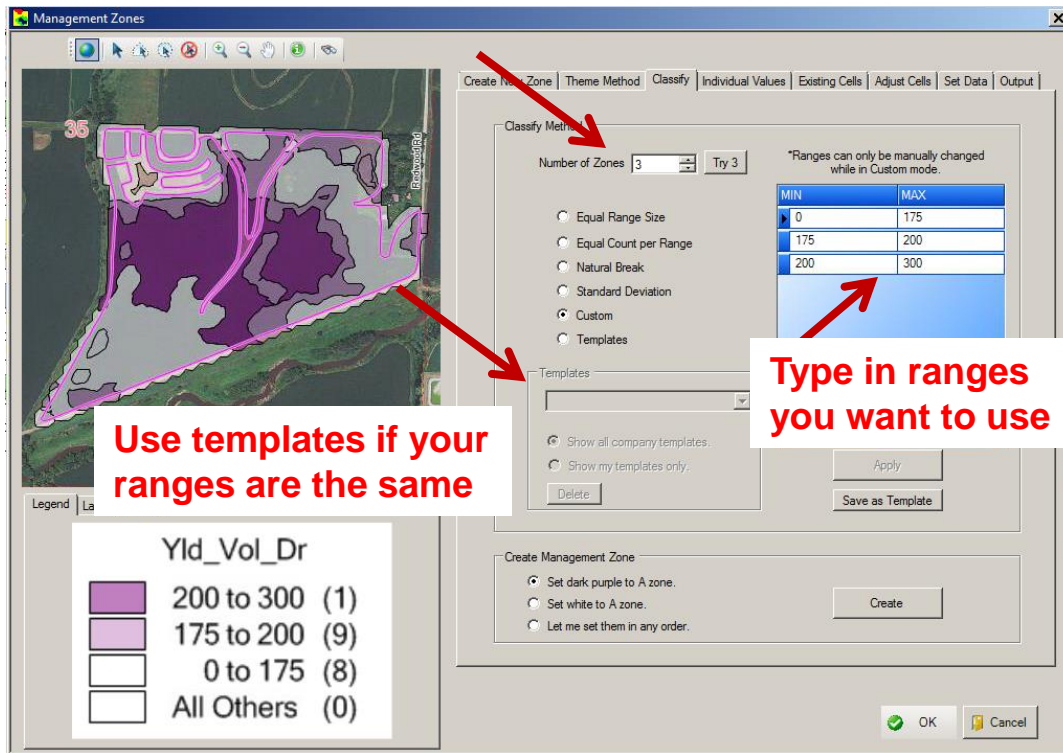 Management Zones
35
Redwood Rd
Create New Zone Theme Method Classify Individual Values Existing Cells Adjust Cells Set Data Output
Classify Method
Number of Zones 3 Try 3
*Ranges can only be manually changed
while in Custom mode.
MIN MAX
0 175
175 200
200 300
Equal Range Size
Equal Count per Range
Natural Break
Standard Deviation
Custom
Templates
Type in ranges
you want to use
Templates
Show all company templates.
Show my templates only.
Delete
Apply
Save as Template
Use templates if your
ranges are the same
Legend La
Yld_Vol_Dr
200 to 300 (1)
175 to 200 (9)
0 to 175 (8)
All Others (0)
Create Management Zone
Set dark purple to A zone.
Set white to A zone.
Let me set them in any order.
Create
OK Cancel